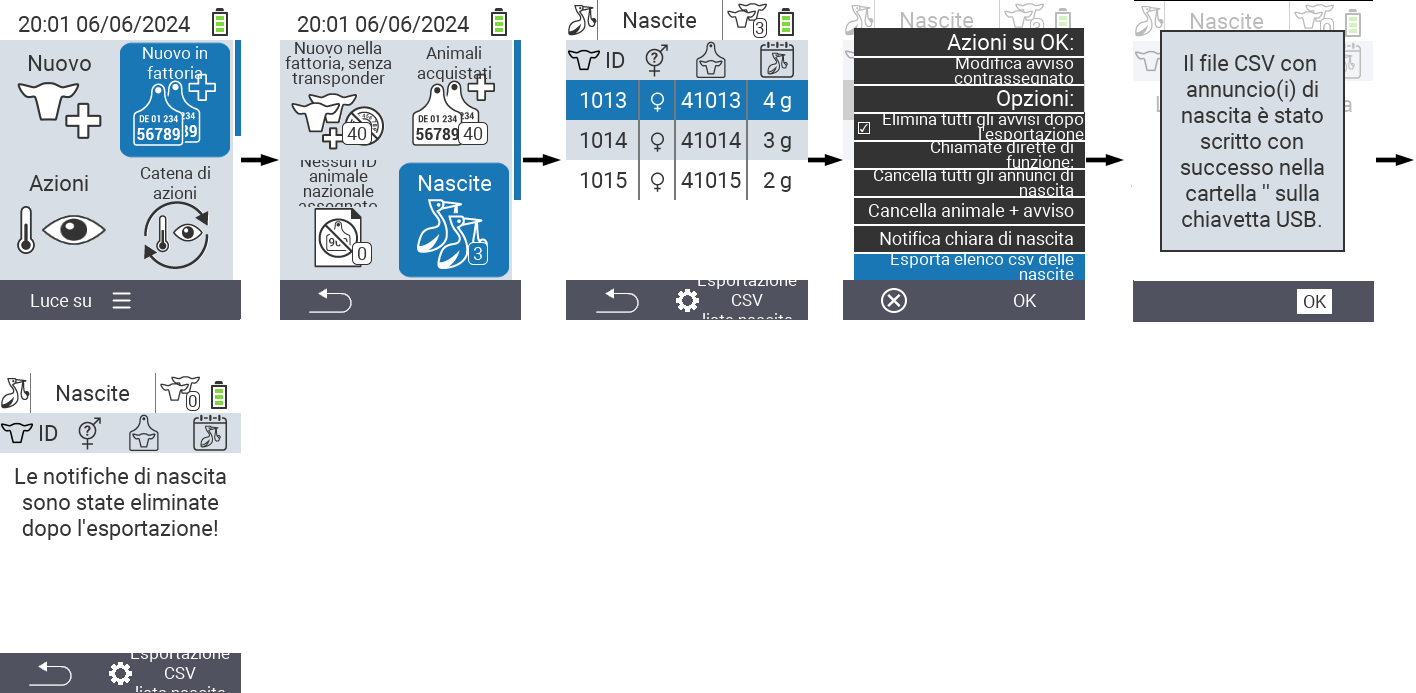 20:01 06/06/2024
Nuovo
Nuovo in
fattoria
DE 01 234
234
56789
39
Azioni
Catena di
azioni
Luce su
20:01 06/06/2024
Nuovo nella
fattoria, senza
transponder
40
Animali
acquistati
DE 01 234
234
56789
40
Nessun ID
animale
nazionale
assegnato
0
Nascite
3
Nascite
3
ID
1013 ♀ 41013 4 g
1014 ♀ 41014 3 g
1015 ♀ 41015 2 g
Esportazione
CSV
lista nascite
Nascite
Azioni su OK:
Modifica avviso
contrassegnato
Opzioni:
Elimina tutti gli avvisi dopo
l'esportazione
Chiamate dirette di
funzione:
Cancella tutti gli annunci di
nascita
Cancella animale + avviso
Notifica chiara di nascita
Esporta elenco csv delle
nascite
OK
Nascite
Il file CSV con
annuncio(i) di
nascita è stato
scritto con
successo nella
cartella '' sulla
chiavetta USB.
OK
Nascite
0
ID
Le notifiche di nascita
sono state eliminate
dopo l'esportazione!
Esportazione
CSV
lista nascite